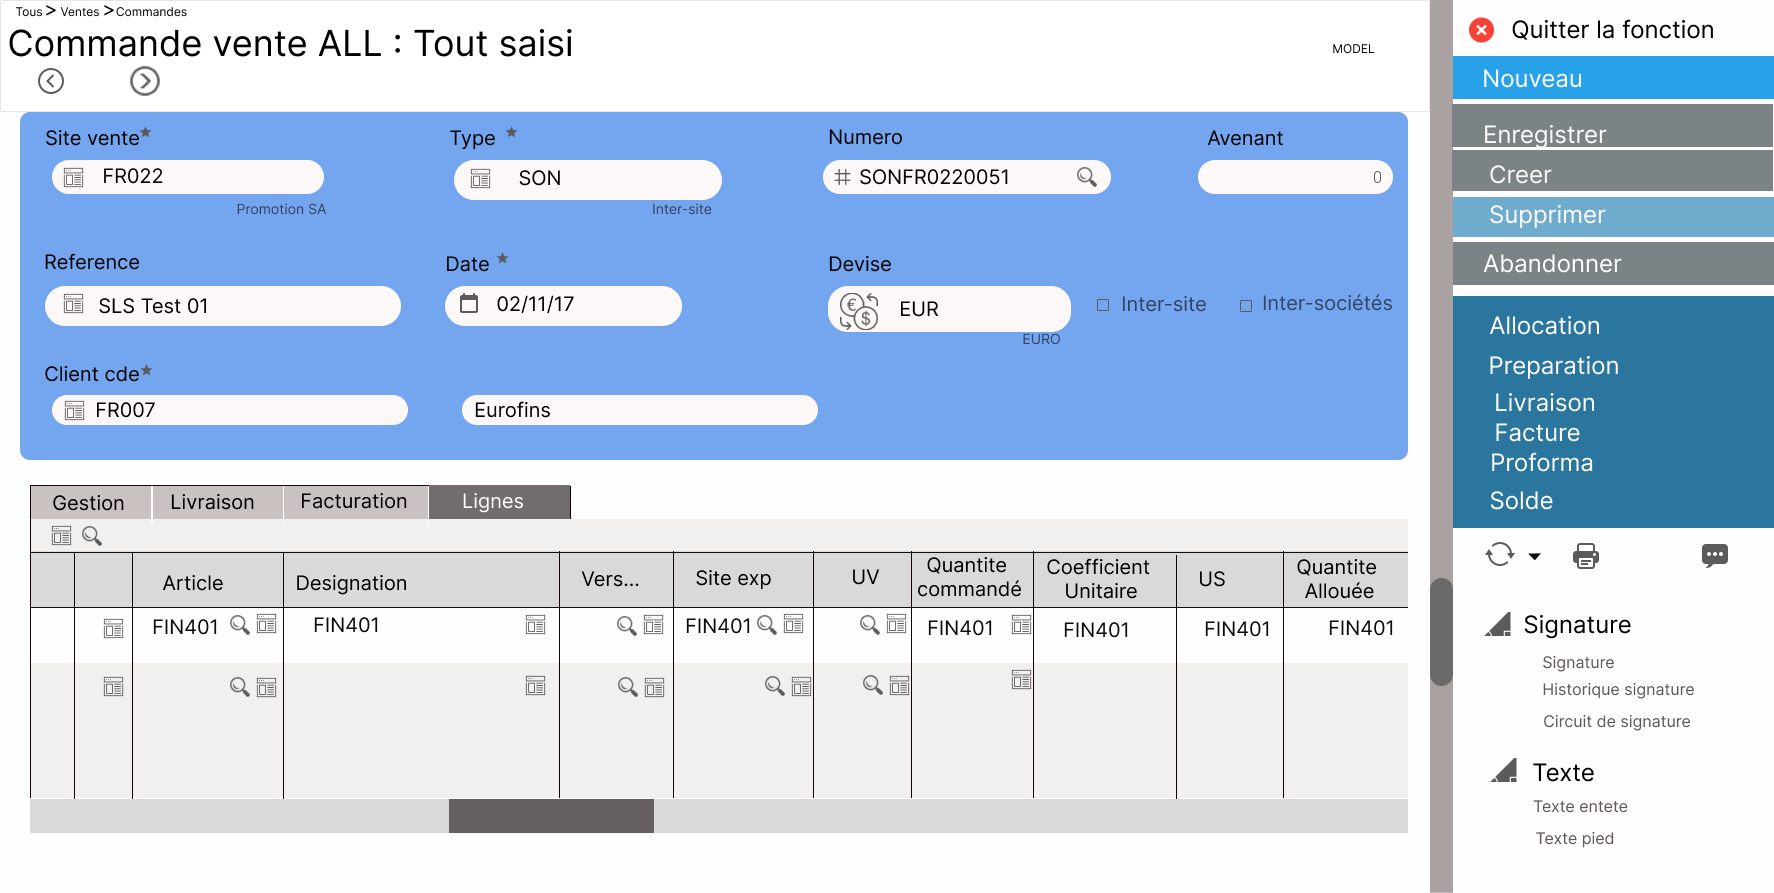 Tous > Ventes > Commandes
Commande vente ALL : Tout saisi
MODEL
Site vente* Type * Numero Avenant
FR022 SON # SONFR0220051 0
Promotion SA Inter-site
Reference Date * Devise
SLS Test 01 02/11/17 EUR Inter-site Inter-sociétés
EURO
Client cde*
FR007 Eurofins
Gestion Livraison Facturation Lignes
Article Designation Vers... Site exp UV Quantite commandé Coefficient Unitaire US Quantite Allouée
FIN401 FIN401 FIN401 FIN401 FIN401 FIN401 FIN401
Quitter la fonction
Nouveau
Enregistrer
Creer
Supprimer
Abandonner
Allocation
Preparation
Livraison
Facture
Proforma
Solde
Signature
Signature
Historique signature
Circuit de signature
Texte
Texte entete
Texte pied